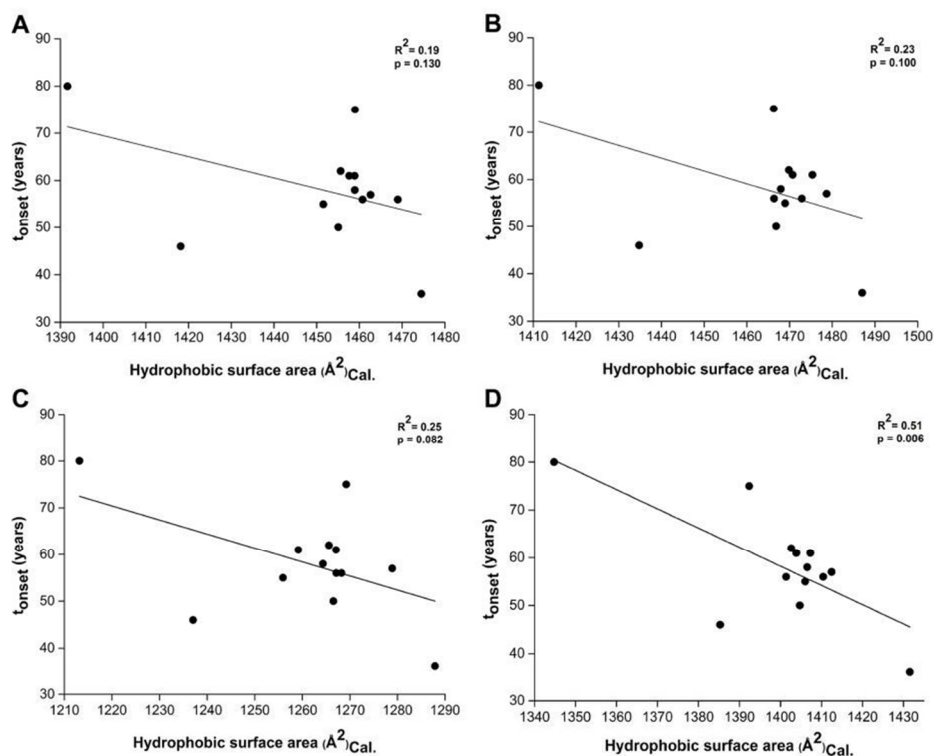 A
R2= 0.19
p = 0.130
90
80
70
60
50
40
30
tonset (years)
1390 1400 1410 1420 1430 1440 1450 1460 1470 1480
Hydrophobic surface area (Å2)Cal.
B
R2= 0.23
p = 0.100
90
80
70
60
50
40
30
tonset (years)
1410 1420 1430 1440 1450 1460 1470 1480 1490 1500
Hydrophobic surface area (Å2)Cal.
C
R2= 0.25
p = 0.082
90
80
70
60
50
40
30
tonset (years)
1210 1220 1230 1240 1250 1260 1270 1280 1290
Hydrophobic surface area (Å2)Cal.
D
R2= 0.51
p = 0.006
90
80
70
60
50
40
30
tonset (years)
1340 1350 1360 1370 1380 1390 1400 1410 1420 1430
Hydrophobic surface area (Å2)Cal.